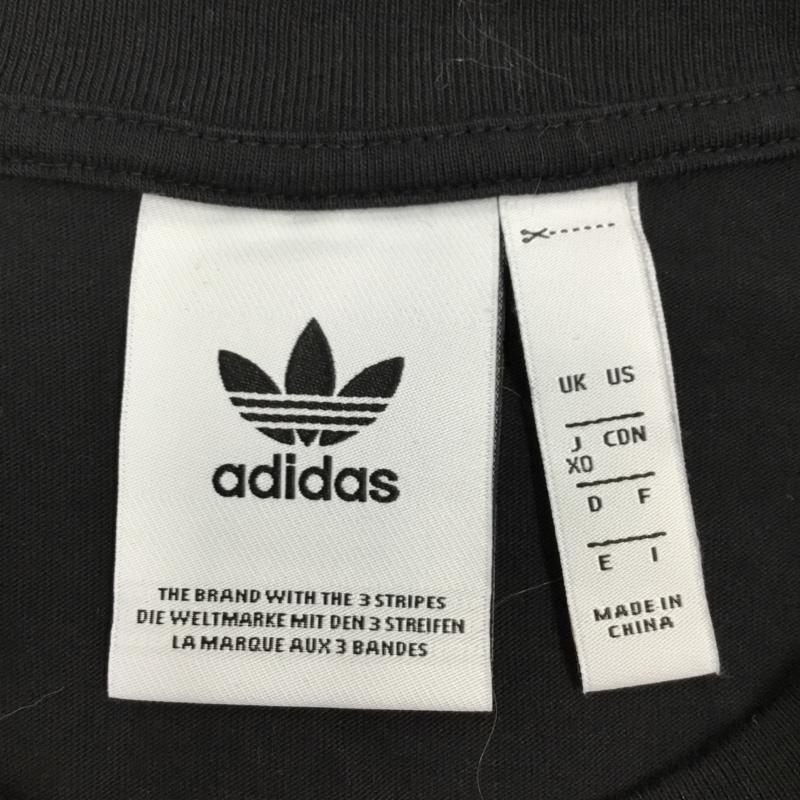 adidas
THE BRAND WITH THE 3 STRIPES
DIE WELTMARKE MIT DEN 3 STREIFEN
LA MARQUE AUX 3 BANDES
UK US
J XO CDN
D F
E I
MADE IN
CHINA